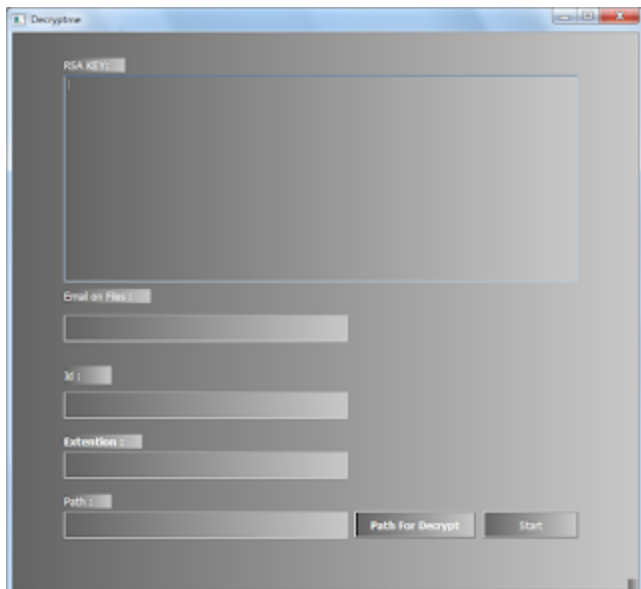 Decryptme
RSA KEY:
Email on Files :
Id :
Extention :
Path :
Path For Decrypt
Start